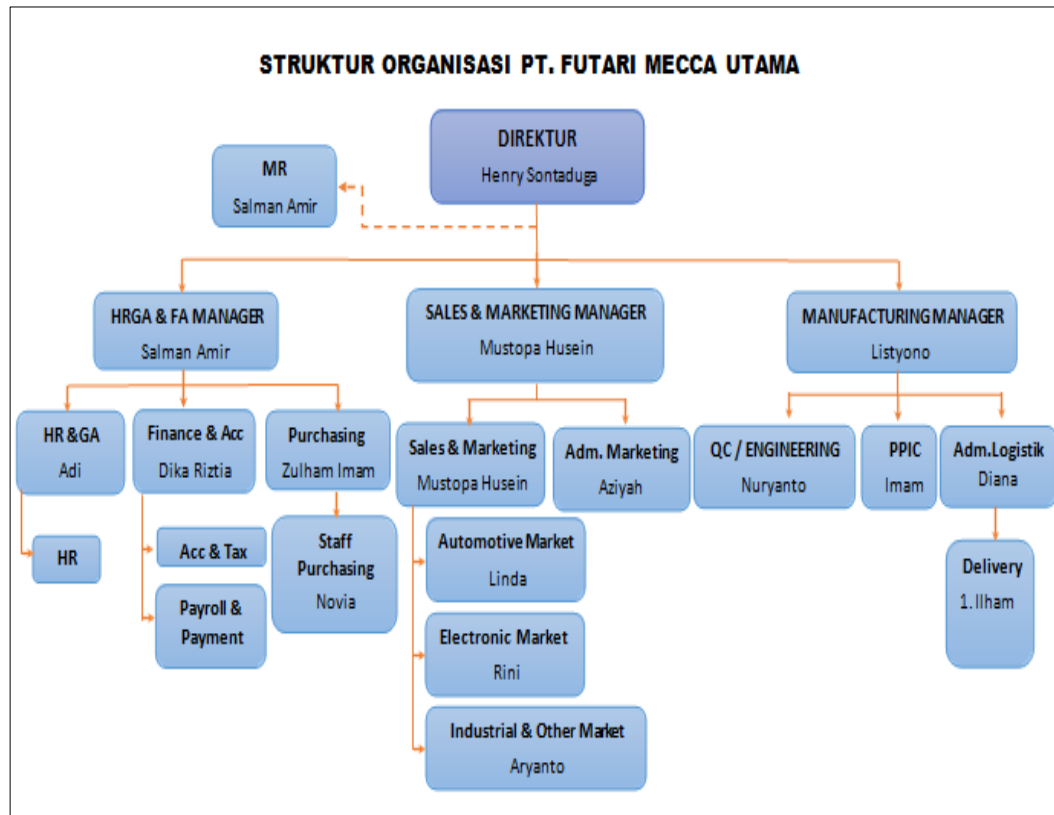 STRUKTUR ORGANISASI PT. FUTARI MECCA UTAMA
DIREKTUR
Henry Sontaduga
MR
Salman Amir
HRGA & FA MANAGER
Salman Amir
SALES & MARKETING MANAGER
Mustopa Husein
MANUFACTURING MANAGER
Listyono
HR &GA
Adi
Finance & Acc
Dika Riztia
Purchasing
Zulham Imam
Sales & Marketing
Mustopa Husein
Adm. Marketing
Aziyah
QC / ENGINEERING
Nuryanto
PPIC
Imam
Adm.Logistik
Diana
HR
Acc & Tax
Payroll &
Payment
Staff
Purchasing
Novia
Automotive Market
Linda
Electronic Market
Rini
Industrial & Other Market
Aryanto
Delivery
1. Ilham